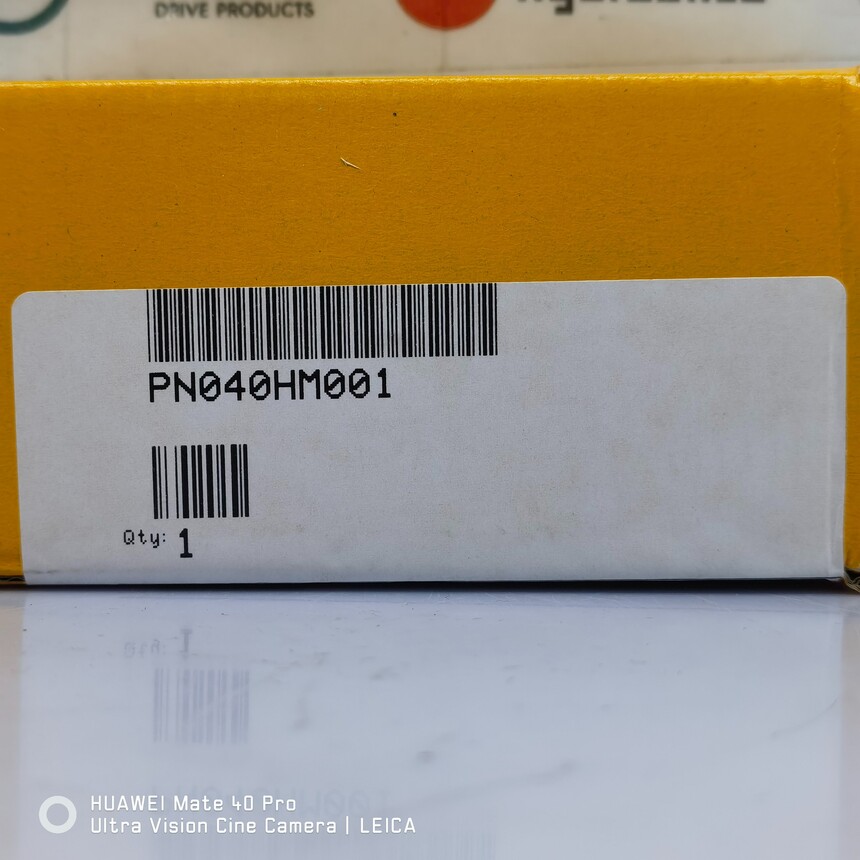 DRIVE PRODUCTS
PN040HM001
Qty: 1
HUAWEI Mate 40 Pro
Ultra Vision Cine Camera | LEICA